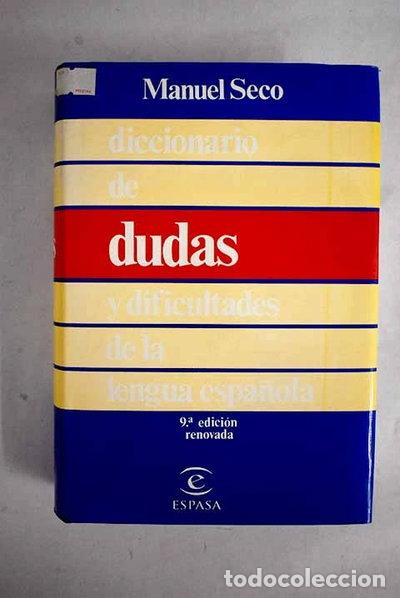 Manuel Seco
diccionario
de
dudas
y dificultades
de la
lengua española
9.ª edición
renovada
e
ESPASA
todocoleccion